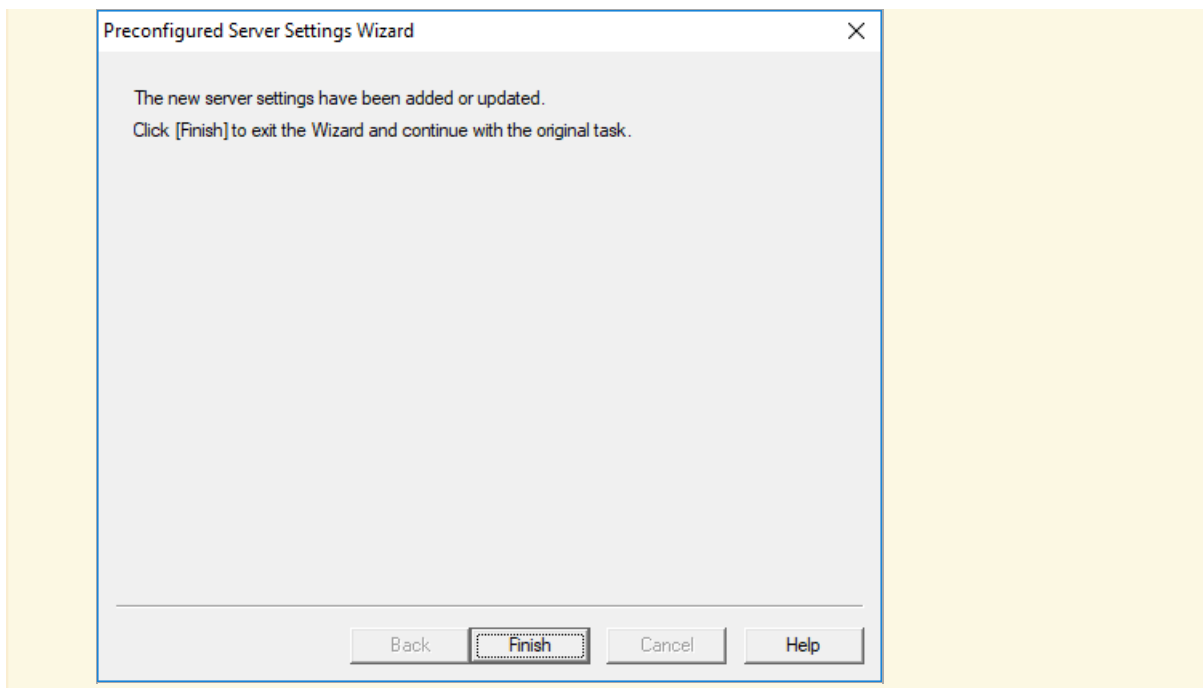 Preconfigured Server Settings Wizard
The new server settings have been added or updated.
Click [Finish] to exit the Wizard and continue with the original task.
Back Finish Cancel Help